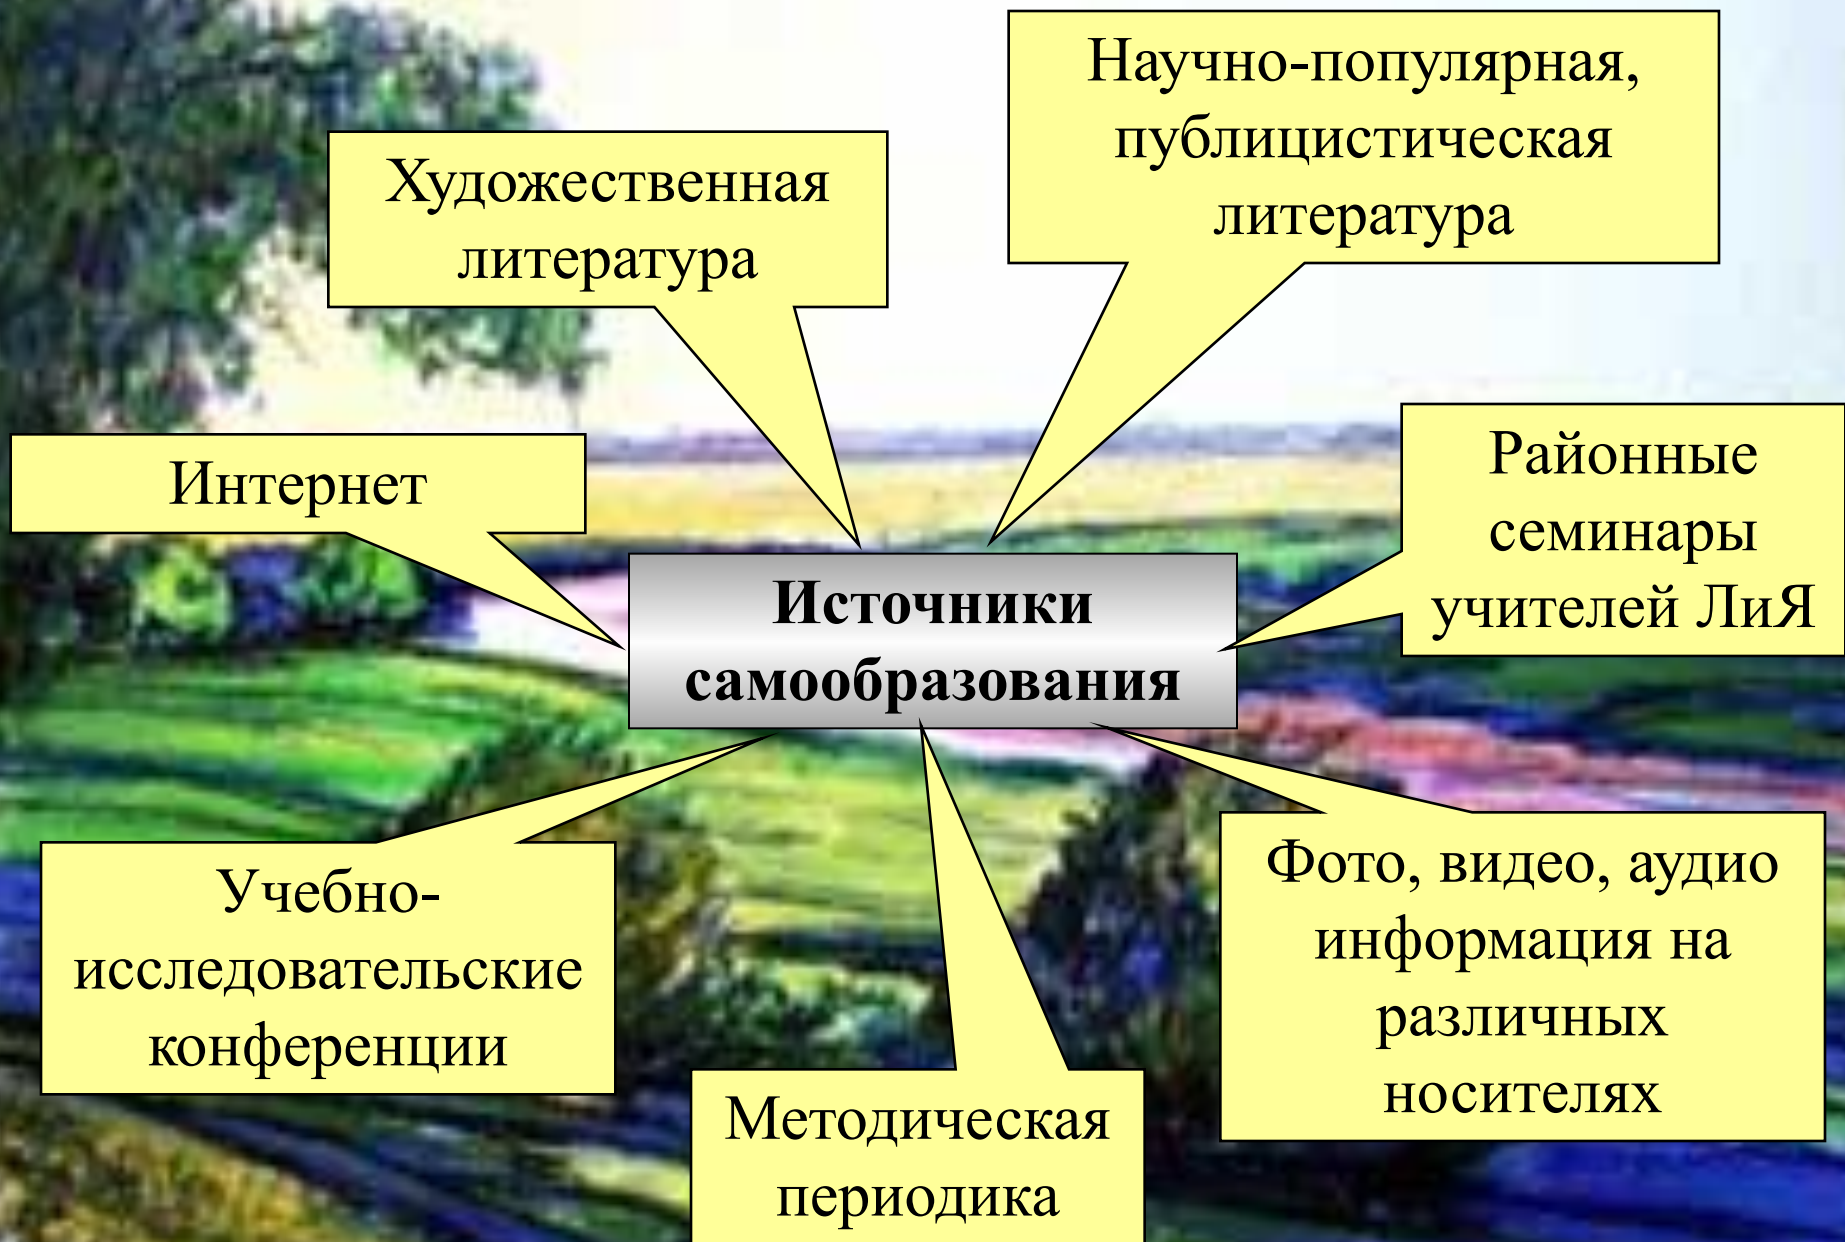 Научно-популярная,
публицистическая
литература
Художественная
литература
Интернет
Районные
семинары
учителей ЛиЯ
Источники
самообразования
Учебно-
исследовательские
конференции
Фото, видео, аудио
информация на
различных
носителях
Методическая
периодика